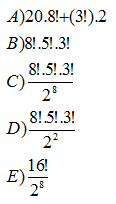 A)20.8!+(3!).2
B)8!.5!.3!
C) 8!.5!.3! / 2^8
D) 8!.5!.3! / 2^2
E) 16! / 2^8